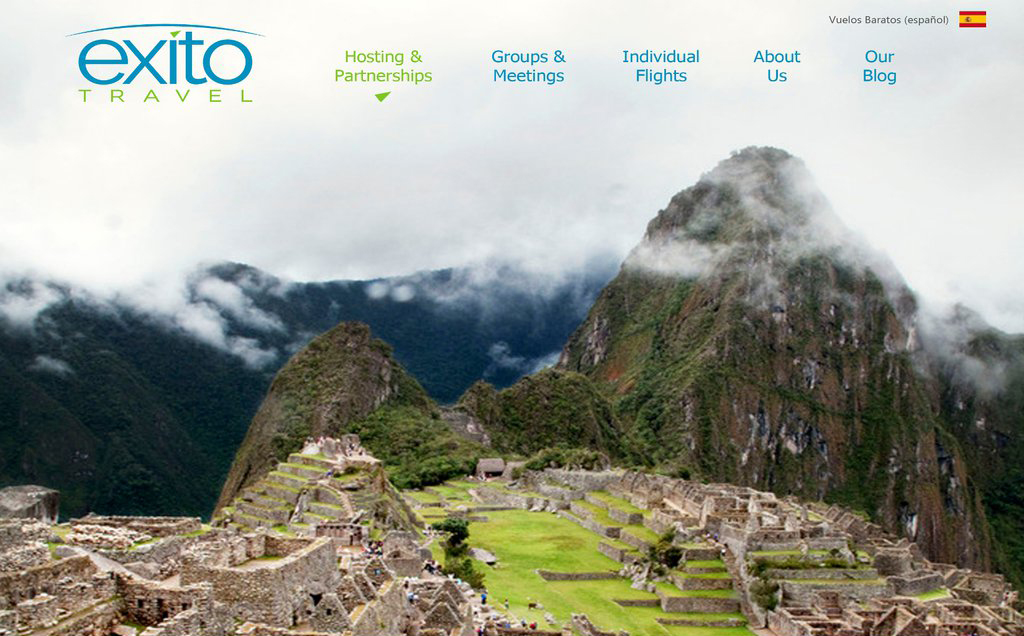 Vuelos Baratos (español)
exito
TRAVEL
Hosting &
Partnerships
Groups &
Meetings
Individual
Flights
About
Us
Our
Blog